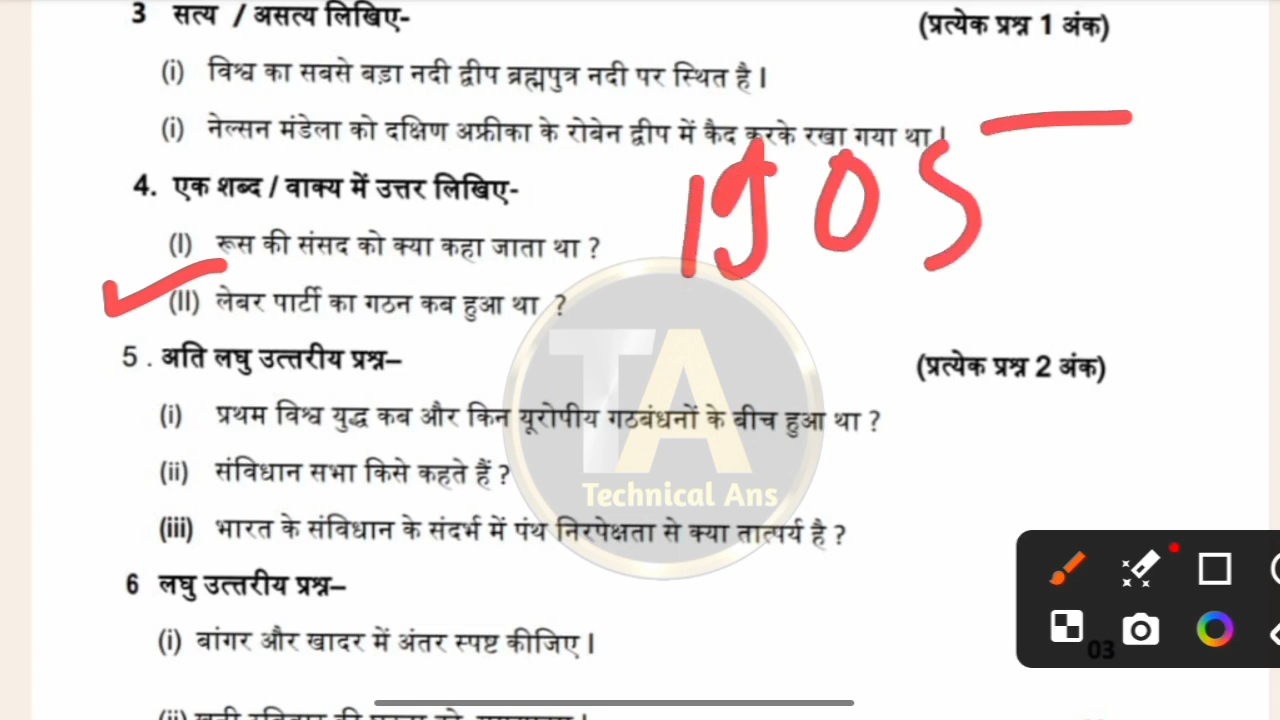 3 सत्य / असत्य लिखिए- (प्रत्येक प्रश्न 1 अंक)
(i) विश्व का सबसे बड़ा नदी द्वीप ब्रह्मपुत्र नदी पर स्थित है।
(i) नेल्सन मंडेला को दक्षिण अफ्रीका के रोबेन द्वीप में कैद करके रखा गया था।
1905
4. एक शब्द / वाक्य में उत्तर लिखिए-
(I) रूस की संसद को क्या कहा जाता था ?
(II) लेबर पार्टी का गठन कब हुआ था ?
5 . अति लघु उत्तरीय प्रश्न– (प्रत्येक प्रश्न 2 अंक)
(i) प्रथम विश्व युद्ध कब और किन यूरोपीय गठबंधनों के बीच हुआ था ?
(ii) संविधान सभा किसे कहते हैं ?
TA
Technical Ans
(iii) भारत के संविधान के संदर्भ में पंथ निरपेक्षता से क्या तात्पर्य है ?
6 लघु उत्तरीय प्रश्न–
(i) बांगर और खादर में अंतर स्पष्ट कीजिए।
03